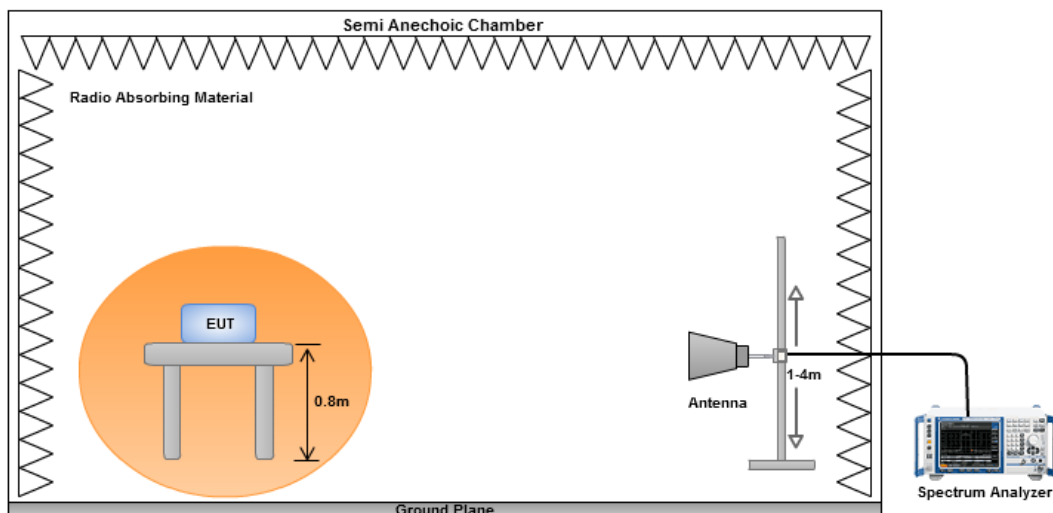 Semi Anechoic Chamber
Radio Absorbing Material
EUT
0.8m
1-4m
Antenna
Spectrum Analyzer
Ground Plane